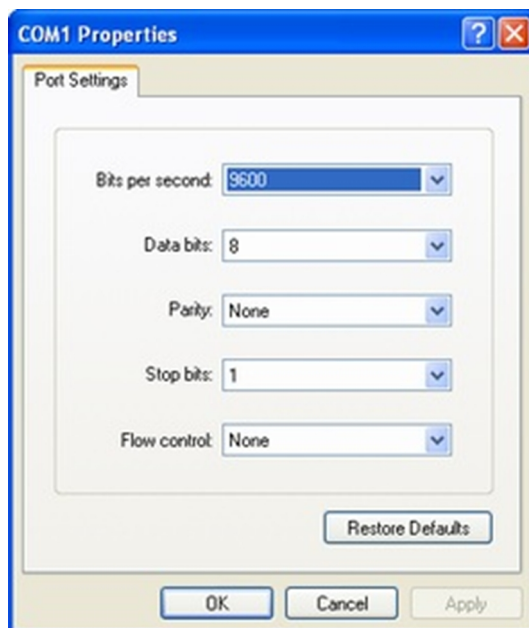 COM1 Properties
Port Settings
Bits per second: 9600
Data bits: 8
Parity: None
Stop bits: 1
Flow control: None
Restore Defaults
OK Cancel Apply